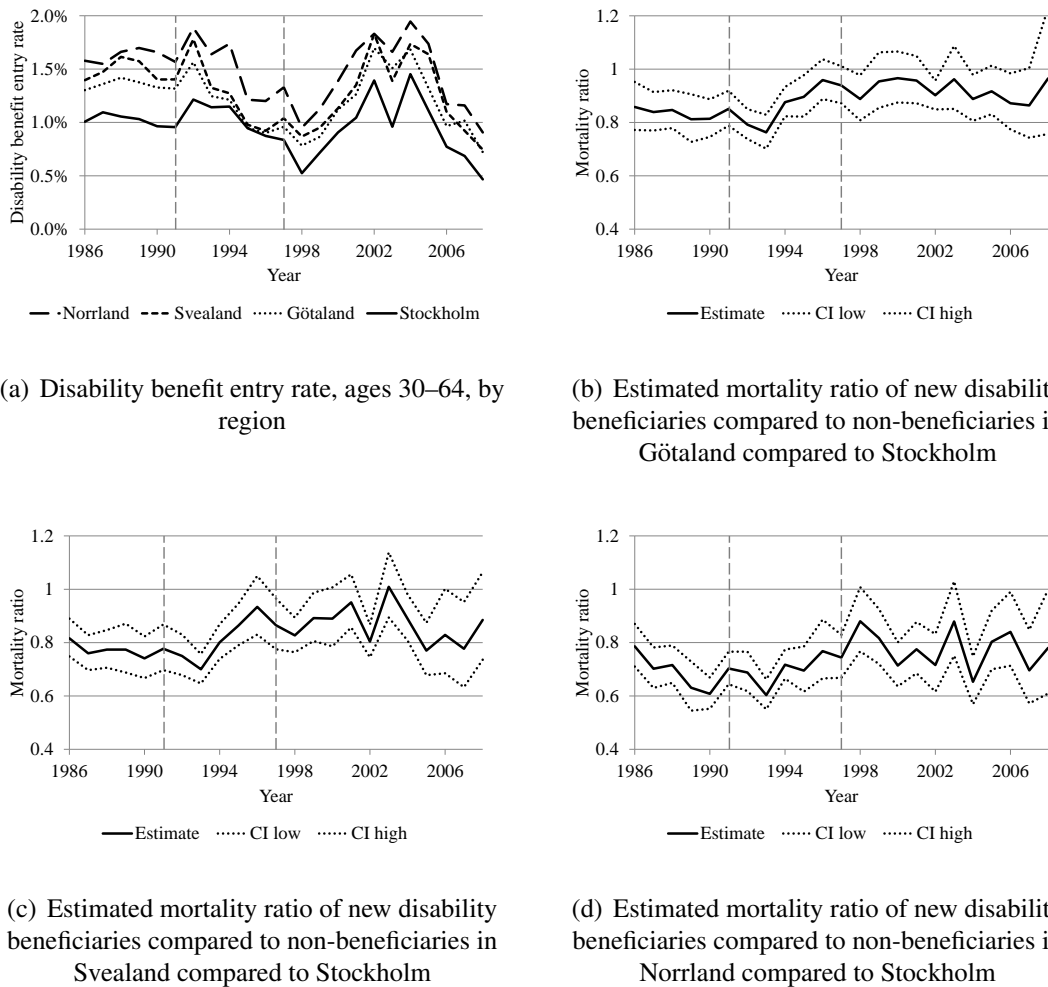 2.0%
1.5%
1.0%
0.5%
0.0%
Disability benefit entry rate
1986 1990 1994 1998 2002 2006
Year
Norrland Svealand Götaland Stockholm
(a) Disability benefit entry rate, ages 30–64, by
region
1.2
1
0.8
0.6
0.4
Mortality ratio
1986 1990 1994 1998 2002 2006
Year
Estimate CI low CI high
(b) Estimated mortality ratio of new disabilit
beneficiaries compared to non-beneficiaries i
Götaland compared to Stockholm
1.2
1
0.8
0.6
0.4
Mortality ratio
1986 1990 1994 1998 2002 2006
Year
Estimate CI low CI high
(c) Estimated mortality ratio of new disability
beneficiaries compared to non-beneficiaries in
Svealand compared to Stockholm
1.2
1
0.8
0.6
0.4
Mortality ratio
1986 1990 1994 1998 2002 2006
Year
Estimate CI low CI high
(d) Estimated mortality ratio of new disabilit
beneficiaries compared to non-beneficiaries i
Norrland compared to Stockholm